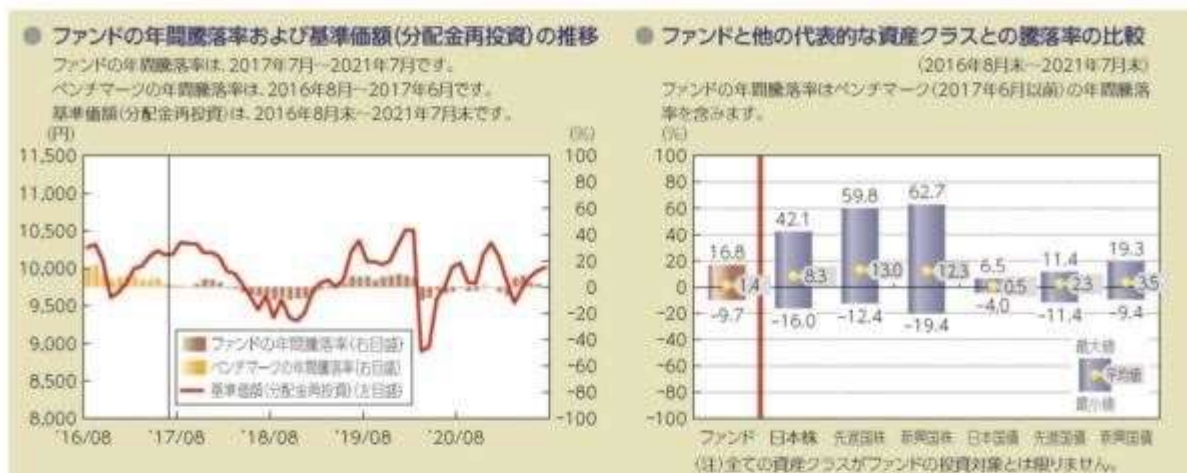 ● ファンドの年間騰落率および基準価額(分配金再投資)の推移
ファンドの年間騰落率は、2017年7月～2021年7月です。
ベンチマークの年間騰落率は、2016年8月～2017年6月です。
基準価額(分配金再投資)は、2016年8月末～2021年7月末です。
(円)
(%)
11,500
11,000
10,500
10,000
9,500
9,000
8,500
8,000
100
80
60
40
20
0
-20
-40
-60
-80
-100
ファンドの年間騰落率(右目盛)
ベンチマークの年間騰落率(右目盛)
基準価額(分配金再投資)(左目盛)
'16/08 '17/08 '18/08 '19/08 '20/08
● ファンドと他の代表的な資産クラスとの騰落率の比較
(2016年8月末～2021年7月末)
ファンドの年間騰落率はベンチマーク(2017年6月以前)の年間騰落
率を含みます。
(%)
100
80
60
40
20
0
-20
-40
-60
-80
-100
16.8 42.1 59.8 62.7 6.5 11.4 19.3
1.4 8.3 13.0 12.3 0.5 2.3 3.5
-9.7 -16.0 -12.4 -19.4 -4.0 -11.4 -9.4
最大値
平均値
最小値
ファンド 日本株 先進国株 新興国株 日本国債 先進国債 新興国債
(注)全ての資産クラスがファンドの投資対象とは限りません。